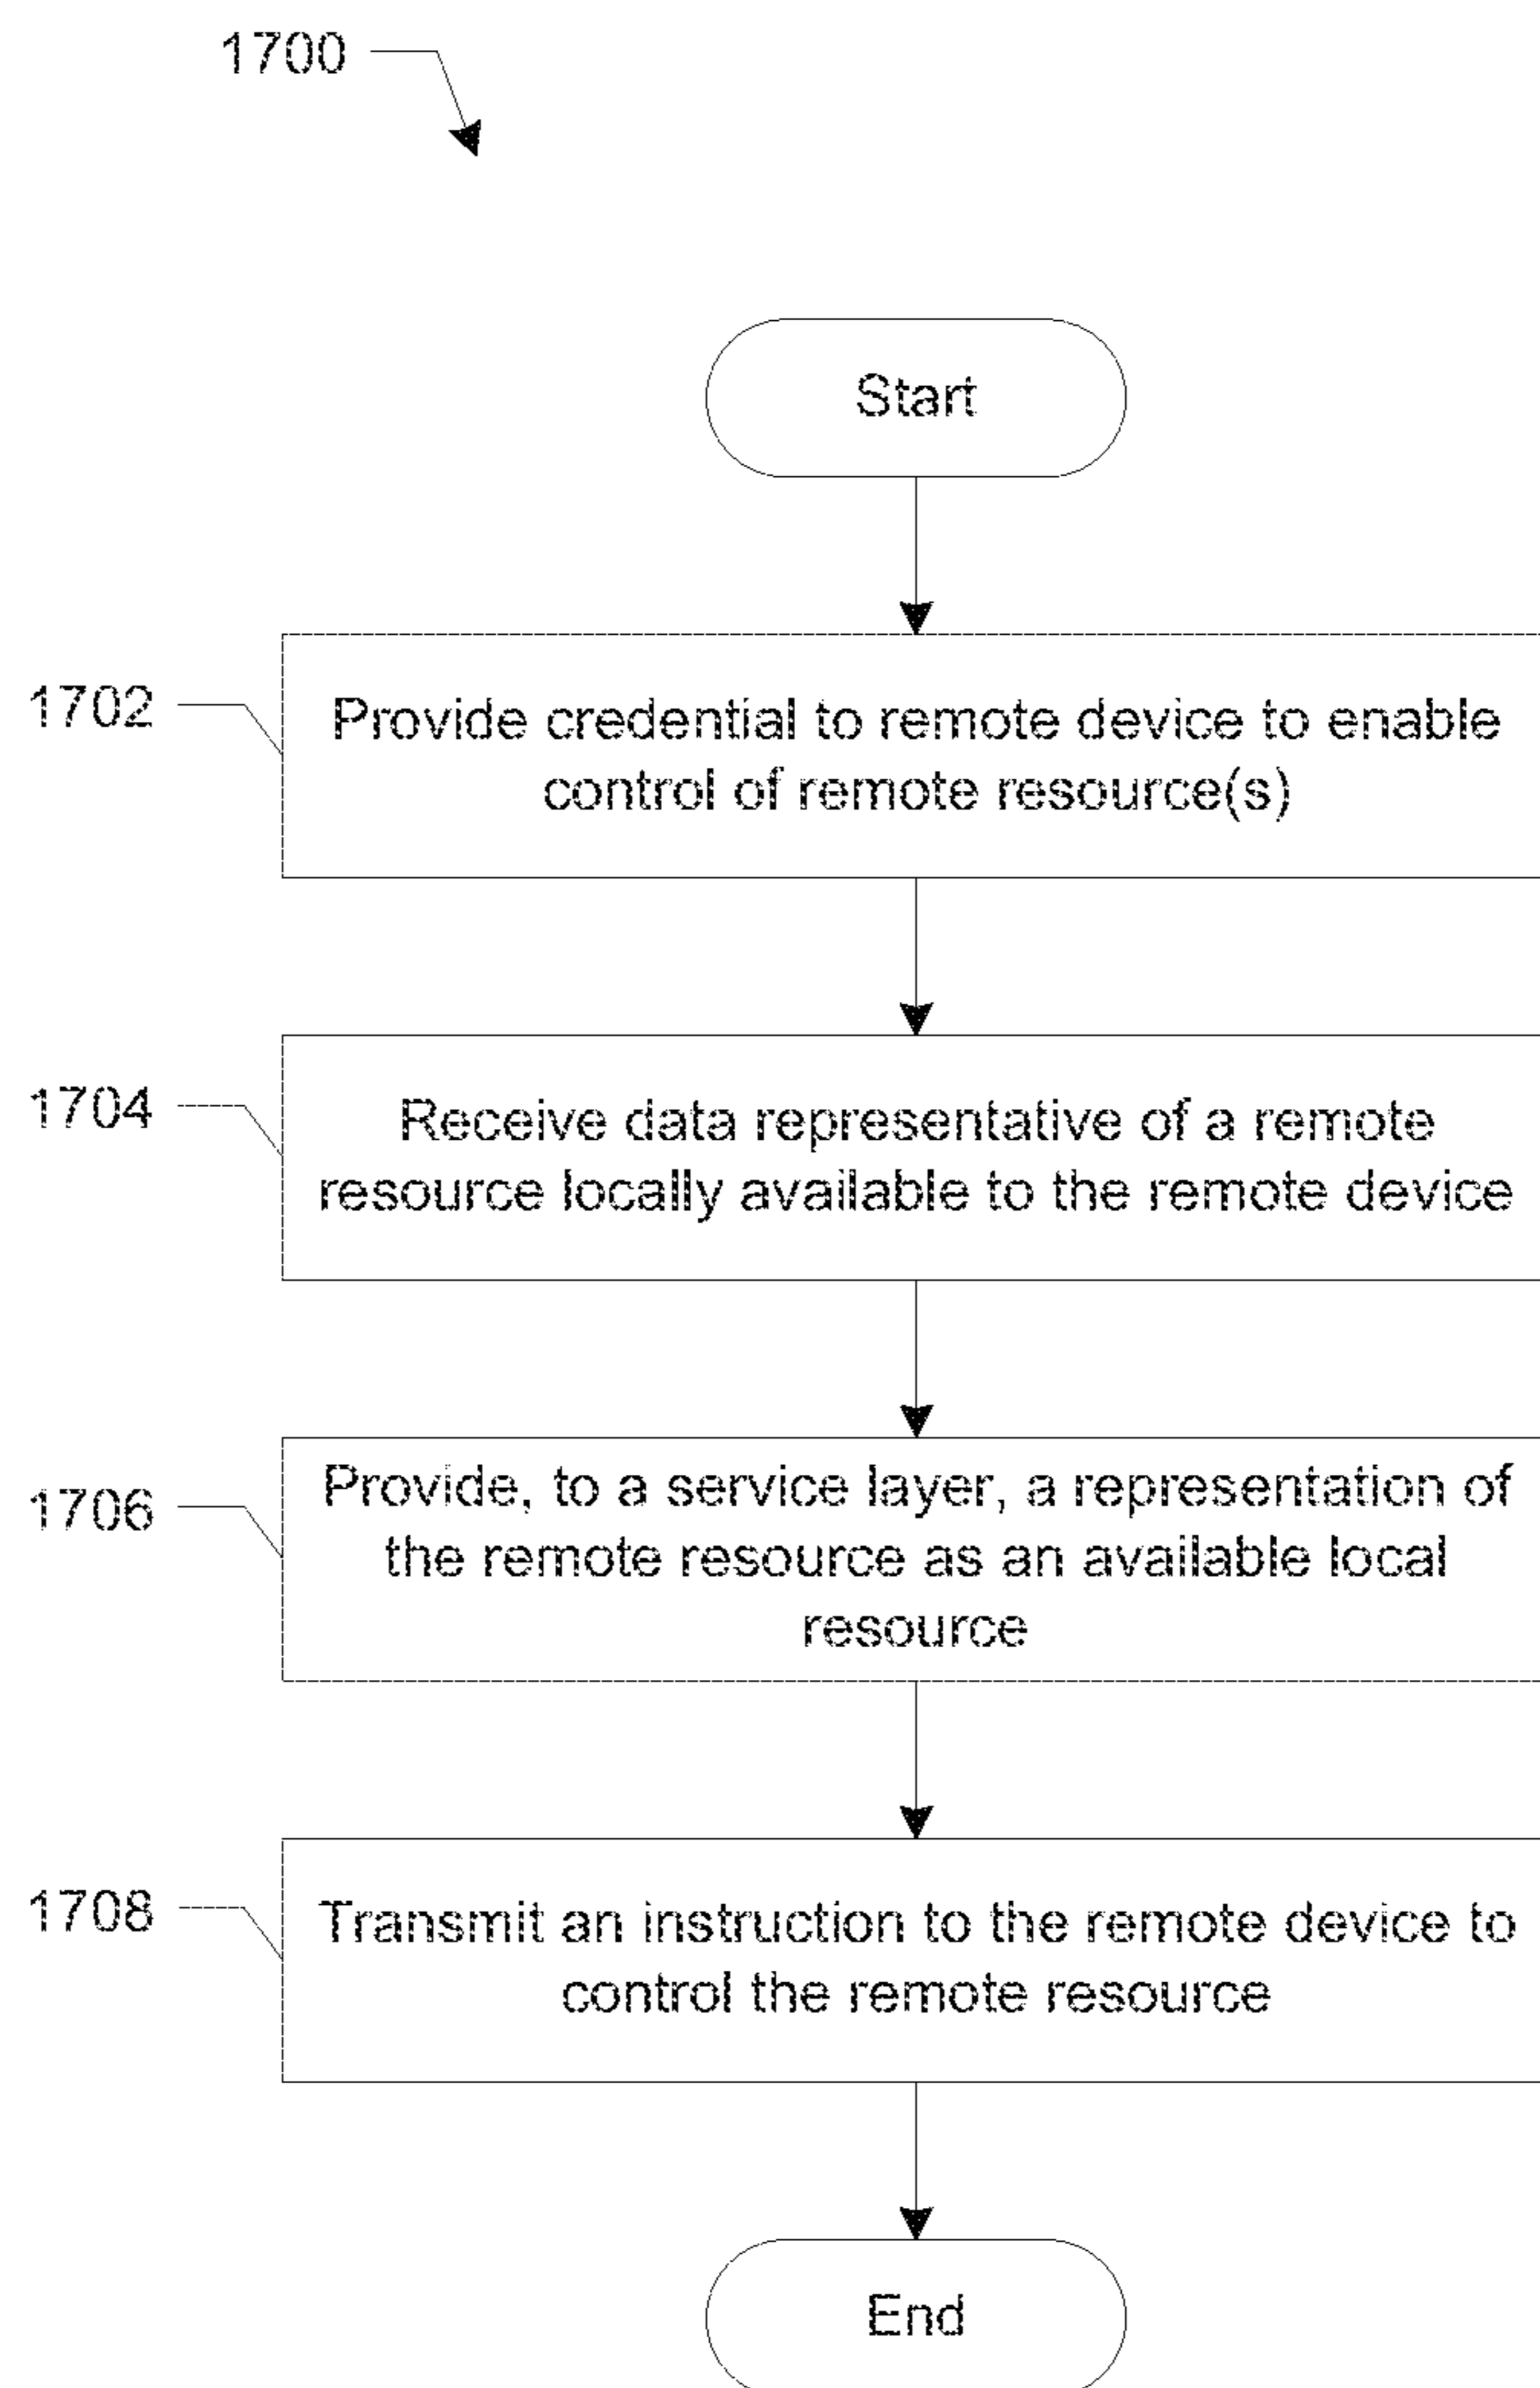 1700
Start
1702
Provide credential to remote device to enable
control of remote resource(s)
1704
Receive data representative of a remote
resource locally available to the remote device
1706
Provide, to a service layer, a representation of
the remote resource as an available local
resource
1708
Transmit an instruction to the remote device to
control the remote resource
End